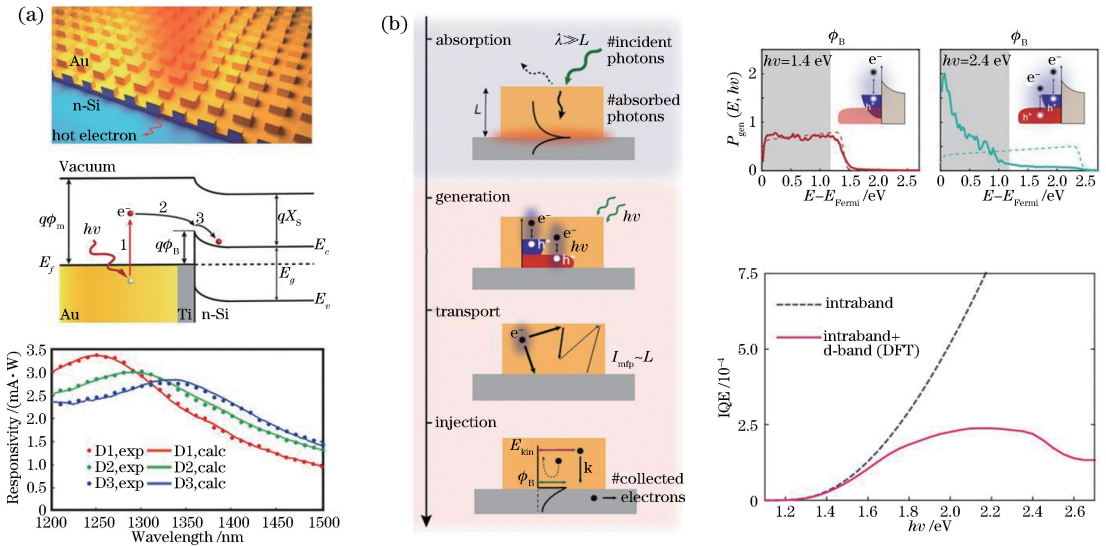 (a)
Au
n-Si
hot electron
Vacuum
qϕm
hν
e⁻
1
2
3
qϕB
qXS
Ec
Ef
Eg
Ev
Au
Ti
n-Si
Responsivity /(mA·W)
3.5
3.0
2.5
2.0
1.5
1.0
0.5
0
D1,exp D1,calc
D2,exp D2,calc
D3,exp D3,calc
1200 1250 1300 1350 1400 1450 1500
Wavelength /nm
(b)
absorption
λ≫L
#incident
photons
L
#absorbed
photons
generation
hν
e⁻
e⁻
hν
h⁺
h⁺
transport
e⁻
lmfp~L
injection
Ekin
k
ϕB
#collected
electrons
ϕB
hν=1.4 eV
e⁻
h⁺
Pgen (E, hν)
2
1
0
0 0.5 1.0 1.5 2.0 2.5
E−EFermi /eV
ϕB
hν=2.4 eV
e⁻
e⁻
h⁺
h⁺
0 0.5 1.0 1.5 2.0 2.5
E−EFermi /eV
IQE /10⁻⁴
7.5
5.0
2.5
0
intraband
intraband+
d-band (DFT)
1.2 1.4 1.6 1.8 2.0 2.2 2.4 2.6
hν /eV